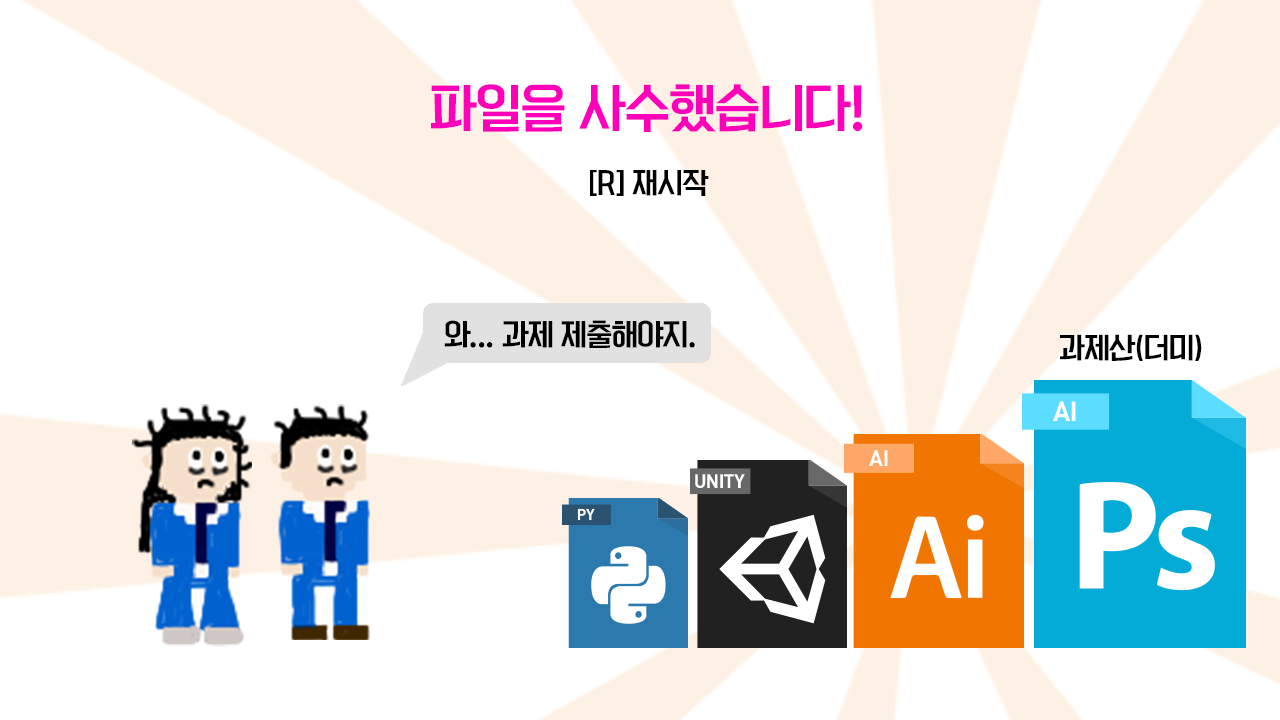 파일을 사수했습니다!
[R] 재시작
와... 과제 제출해야지.
과제산(더미)
PY
UNITY
AI
Ai
AI
Ps